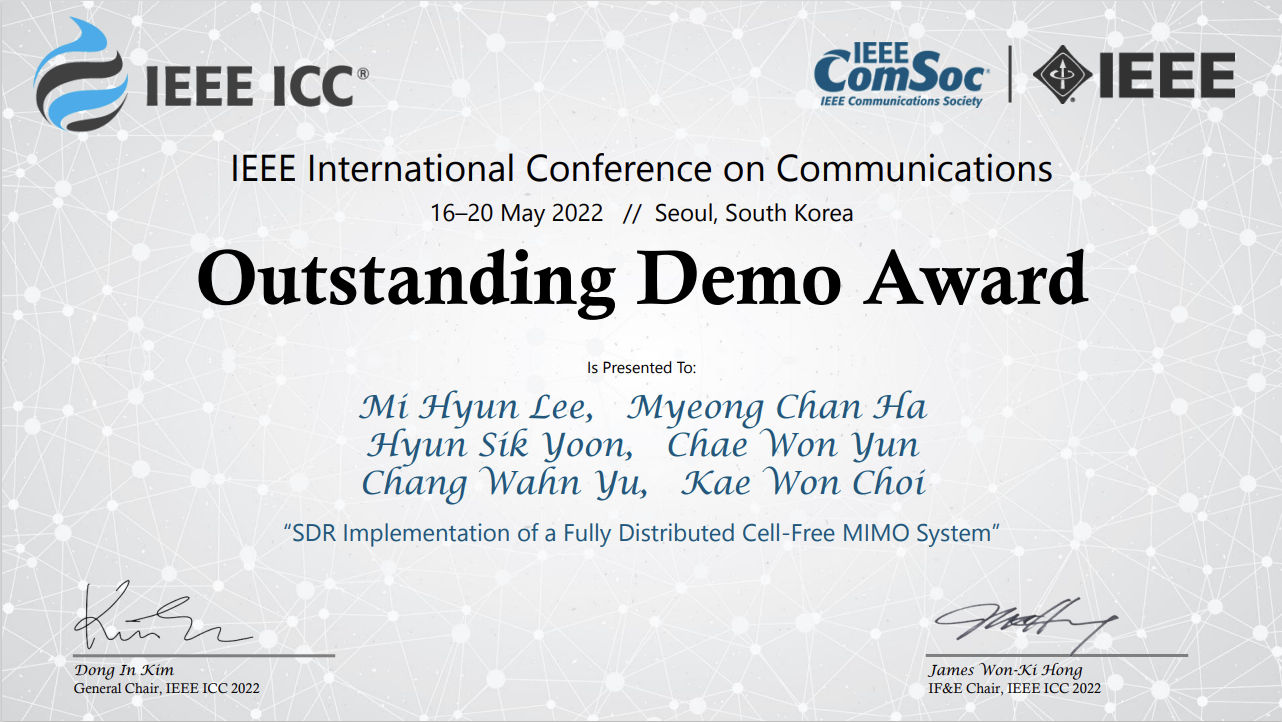 IEEE ICC®
IEEE ComSoc®
IEEE Communications Society
IEEE
IEEE International Conference on Communications
16–20 May 2022 // Seoul, South Korea
Outstanding Demo Award
Is Presented To:
Mi Hyun Lee, Myeong Chan Ha
Hyun Sik Yoon, Chae Won Yun
Chang Wahn Yu, Kae Won Choi
“SDR Implementation of a Fully Distributed Cell-Free MIMO System”
Dong In Kim
General Chair, IEEE ICC 2022
James Won-Ki Hong
IF&E Chair, IEEE ICC 2022